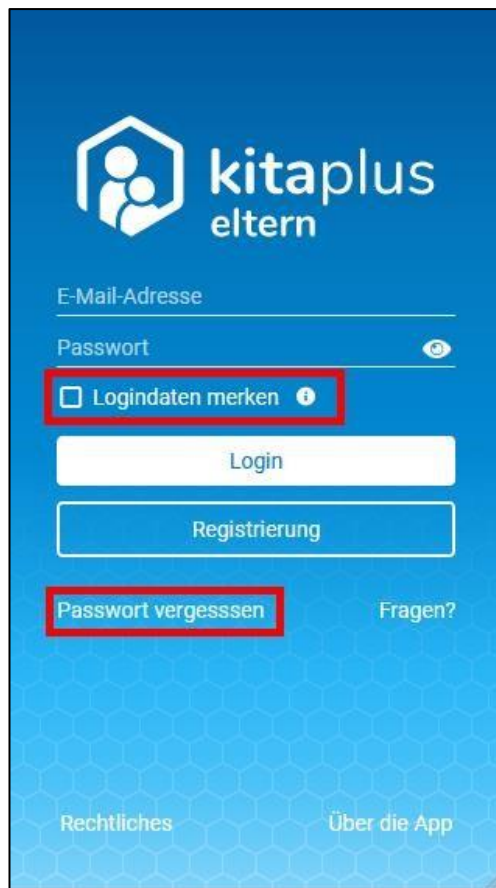 kitaplus
eltern
E-Mail-Adresse
Passwort
Logindaten merken
Login
Registrierung
Passwort vergesssen Fragen?
Rechtliches Über die App